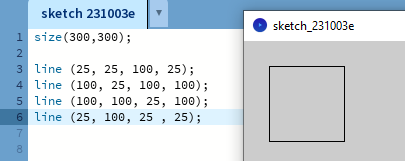 sketch 231003e ▼
sketch_231003e
1 size(300,300);
2
3 line (25, 25, 100, 25);
4 line (100, 25, 100, 100);
5 line (100, 100, 25, 100);
6 line (25, 100, 25 , 25);
7
8